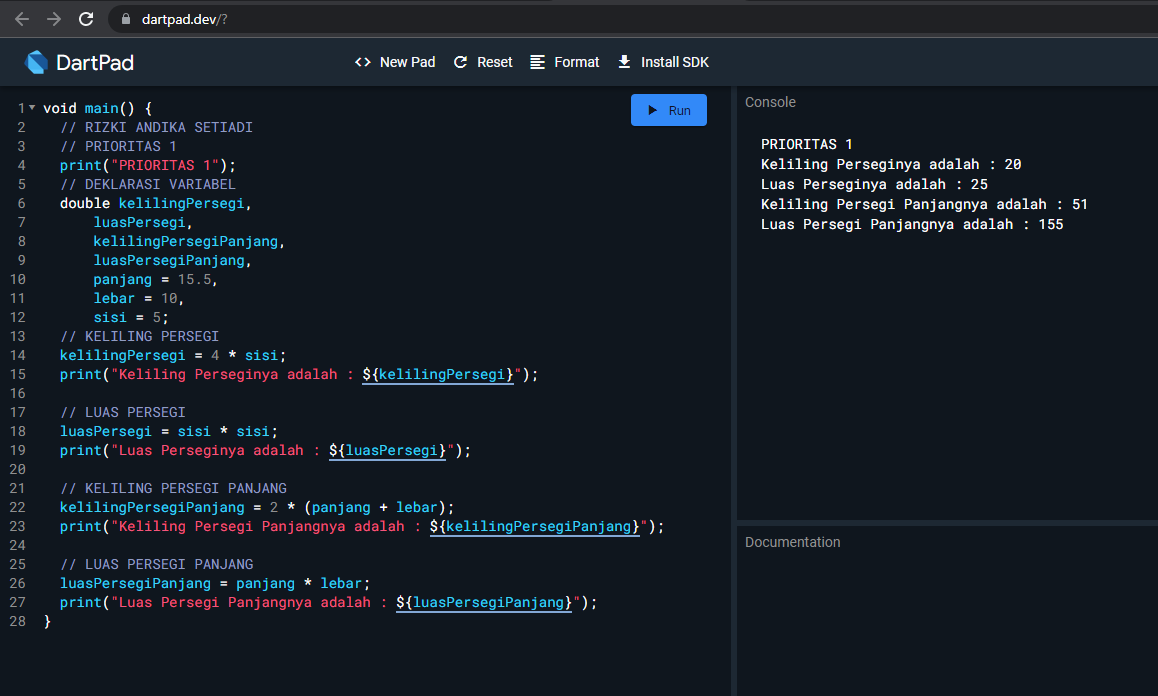 dartpad.dev/?
DartPad
<> New Pad Reset Format Install SDK
1 void main() {
2 // RIZKI ANDIKA SETIADI
3 // PRIORITAS 1
4 print("PRIORITAS 1");
5 // DEKLARASI VARIABEL
6 double kelilingPersegi,
7 luasPersegi,
8 kelilingPersegiPanjang,
9 luasPersegiPanjang,
10 panjang = 15.5,
11 lebar = 10,
12 sisi = 5;
13 // KELILING PERSEGI
14 kelilingPersegi = 4 * sisi;
15 print("Keliling Perseginya adalah : ${kelilingPersegi}");
16
17 // LUAS PERSEGI
18 luasPersegi = sisi * sisi;
19 print("Luas Perseginya adalah : ${luasPersegi}");
20
21 // KELILING PERSEGI PANJANG
22 kelilingPersegiPanjang = 2 * (panjang + lebar);
23 print("Keliling Persegi Panjangnya adalah : ${kelilingPersegiPanjang}");
24
25 // LUAS PERSEGI PANJANG
26 luasPersegiPanjang = panjang * lebar;
27 print("Luas Persegi Panjangnya adalah : ${luasPersegiPanjang}");
28 }
Run
Console
PRIORITAS 1
Keliling Perseginya adalah : 20
Luas Perseginya adalah : 25
Keliling Persegi Panjangnya adalah : 51
Luas Persegi Panjangnya adalah : 155
Documentation